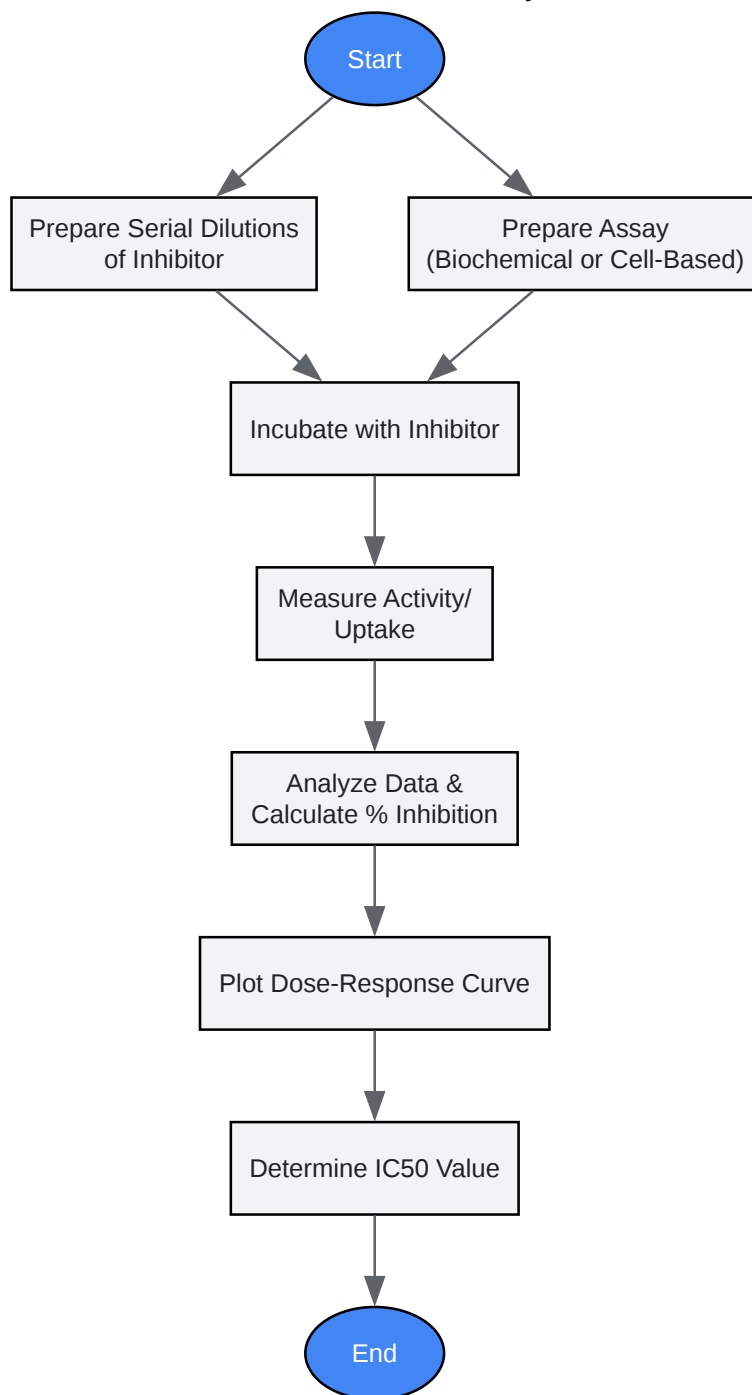 Start
Prepare Serial Dilutions
of Inhibitor
Prepare Assay
(Biochemical or Cell-Based)
Incubate with Inhibitor
Measure Activity/
Uptake
Analyze Data &
Calculate % Inhibition
Plot Dose-Response Curve
Determine IC50 Value
End